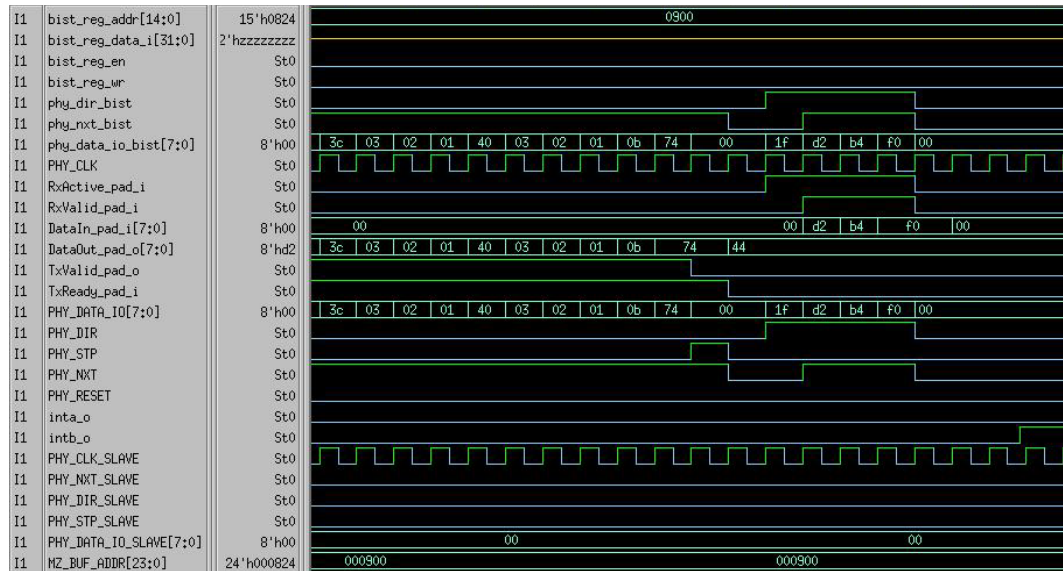 I1 bist_reg_addr[14:0] 15'h0824 0900
I1 bist_reg_data_i[31:0] 2'hzzzzzzzz
I1 bist_reg_en St0
I1 bist_reg_wr St0
I1 phy_dir_bist St0
I1 phy_nxt_bist St0
I1 phy_data_io_bist[7:0] 8'h00 3c 03 02 01 40 03 02 01 0b 74 00 1f d2 b4 f0 00
I1 PHY_CLK St0
I1 RxActive_pad_i St0
I1 RxValid_pad_i St0
I1 DataIn_pad_i[7:0] 8'h00 00 00 d2 b4 f0 00
I1 DataOut_pad_o[7:0] 8'hd2 3c 03 02 01 40 03 02 01 0b 74 44
I1 TxValid_pad_o St0
I1 TxReady_pad_i St0
I1 PHY_DATA_IO[7:0] 8'h00 3c 03 02 01 40 03 02 01 0b 74 00 1f d2 b4 f0 00
I1 PHY_DIR St0
I1 PHY_STP St0
I1 PHY_NXT St0
I1 PHY_RESET St0
I1 inta_o St0
I1 intb_o St0
I1 PHY_CLK_SLAVE St0
I1 PHY_NXT_SLAVE St0
I1 PHY_DIR_SLAVE St0
I1 PHY_STP_SLAVE St0
I1 PHY_DATA_IO_SLAVE[7:0] 8'h00 00 00
I1 MZ_BUF_ADDR[23:0] 24'h000824 000900 000900